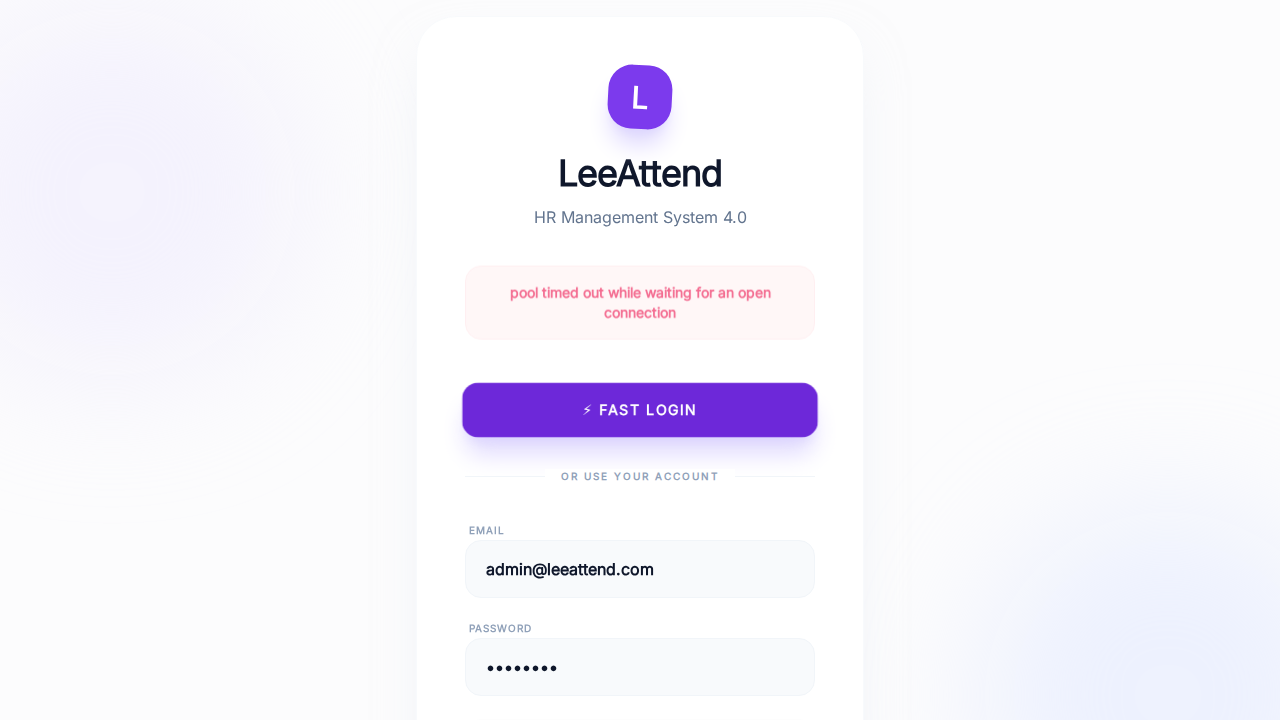 L
LeeAttend
HR Management System 4.0
pool timed out while waiting for an open
connection
⚡ FAST LOGIN
OR USE YOUR ACCOUNT
EMAIL
admin@leeattend.com
PASSWORD
••••••••